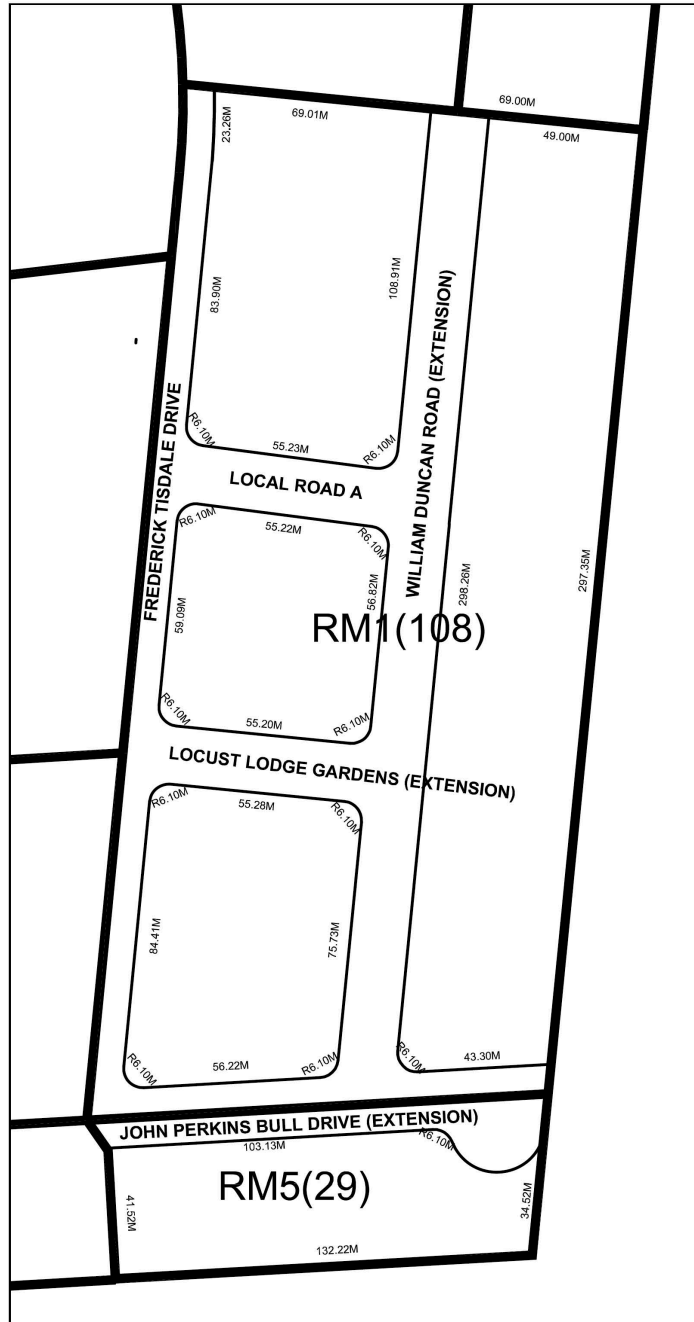 69.00M
69.01M
49.00M
23.26M
83.90M
108.91M
WILLIAM DUNCAN ROAD (EXTENSION)
FREDERICK TISDALE DRIVE
R6.10M
55.23M
R6.10M
LOCAL ROAD A
R6.10M
55.22M
R6.10M
59.09M
56.82M
298.26M
297.35M
RM1(108)
R6.10M
55.20M
R6.10M
LOCUST LODGE GARDENS (EXTENSION)
R6.10M
55.28M
R6.10M
84.41M
75.73M
R6.10M
56.22M
R6.10M
R6.10M
43.30M
JOHN PERKINS BULL DRIVE (EXTENSION)
103.13M
R6.10M
RM5(29)
41.52M
34.52M
132.22M